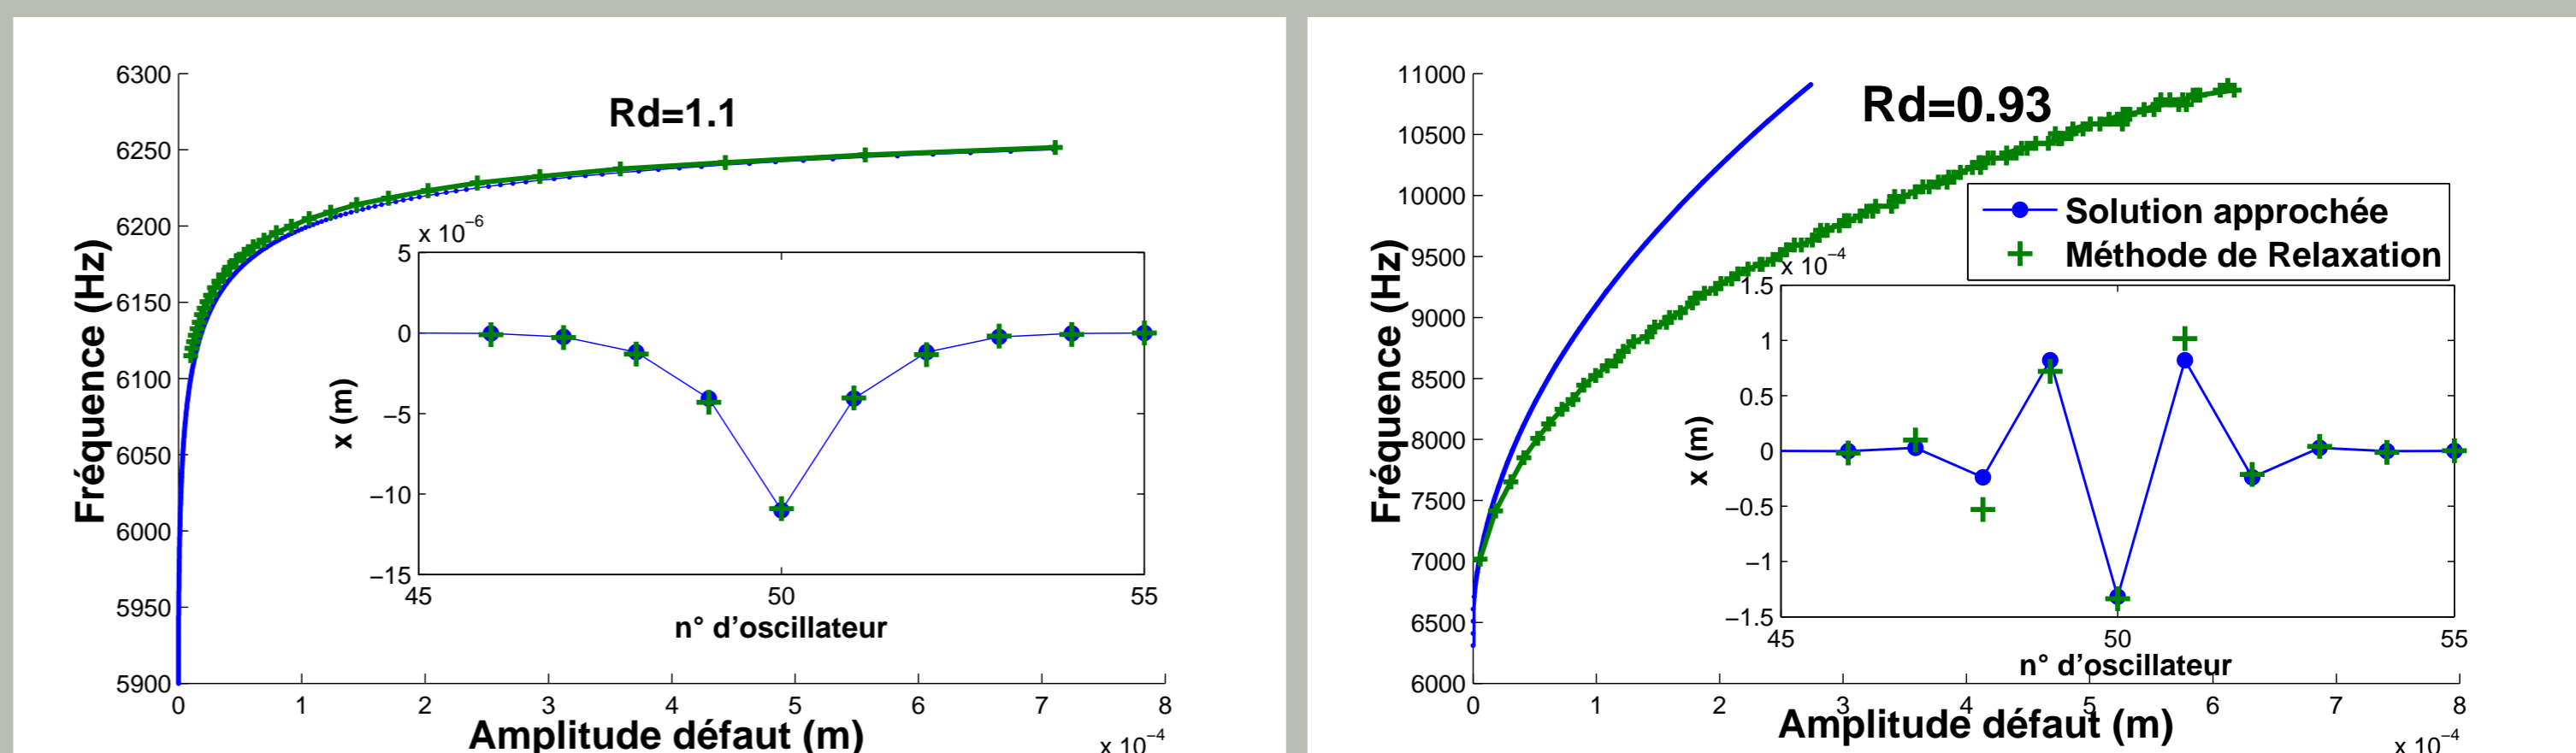 Rd=1.1
6300
6250
6200
6150
6100
6050
6000
5950
5900
Fréquence (Hz)
0 1 2 3 4 5 6 7 8
Amplitude défaut (m)
x 10⁻⁴
x 10⁻⁶
5
0
−5
−10
−15
x (m)
45 50 55
n° d'oscillateur
Rd=0.93
11000
10500
10000
9500
9000
8500
8000
7500
7000
6500
6000
Fréquence (Hz)
0 1 2 3 4 5 6 7 8
Amplitude défaut (m)
x 10⁻⁴
Solution approchée
Méthode de Relaxation
x 10⁻⁴
1.5
1
0.5
0
−0.5
−1
−1.5
x (m)
45 50 55
n° d'oscillateur